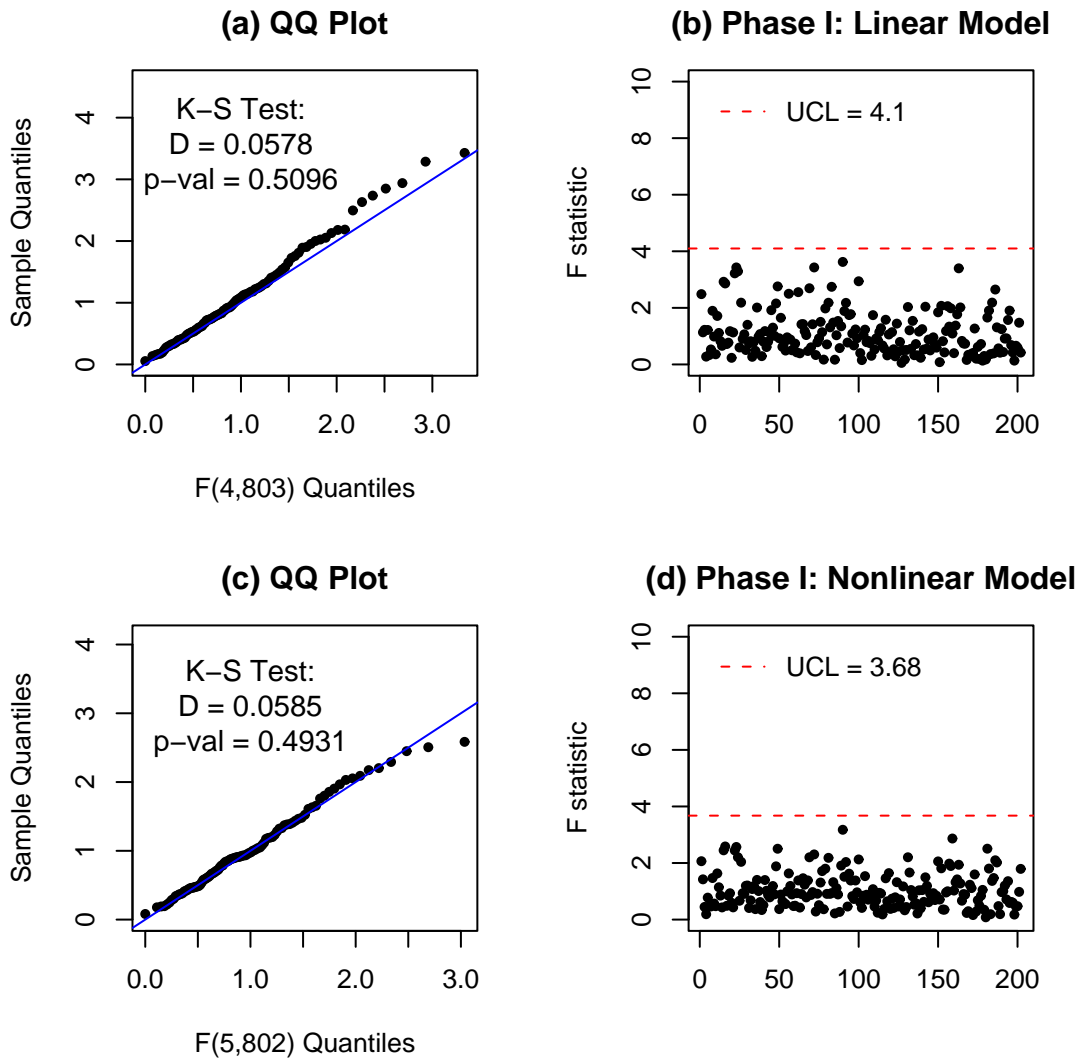 (a) QQ Plot
K−S Test:
D = 0.0578
p−val = 0.5096
Sample Quantiles
0
1
2
3
4
0.0
1.0
2.0
3.0
F(4,803) Quantiles
(b) Phase I: Linear Model
UCL = 4.1
F statistic
0
2
4
6
8
10
0
50
100
150
200
(c) QQ Plot
K−S Test:
D = 0.0585
p−val = 0.4931
Sample Quantiles
0
1
2
3
4
0.0
1.0
2.0
3.0
F(5,802) Quantiles
(d) Phase I: Nonlinear Model
UCL = 3.68
F statistic
0
2
4
6
8
10
0
50
100
150
200